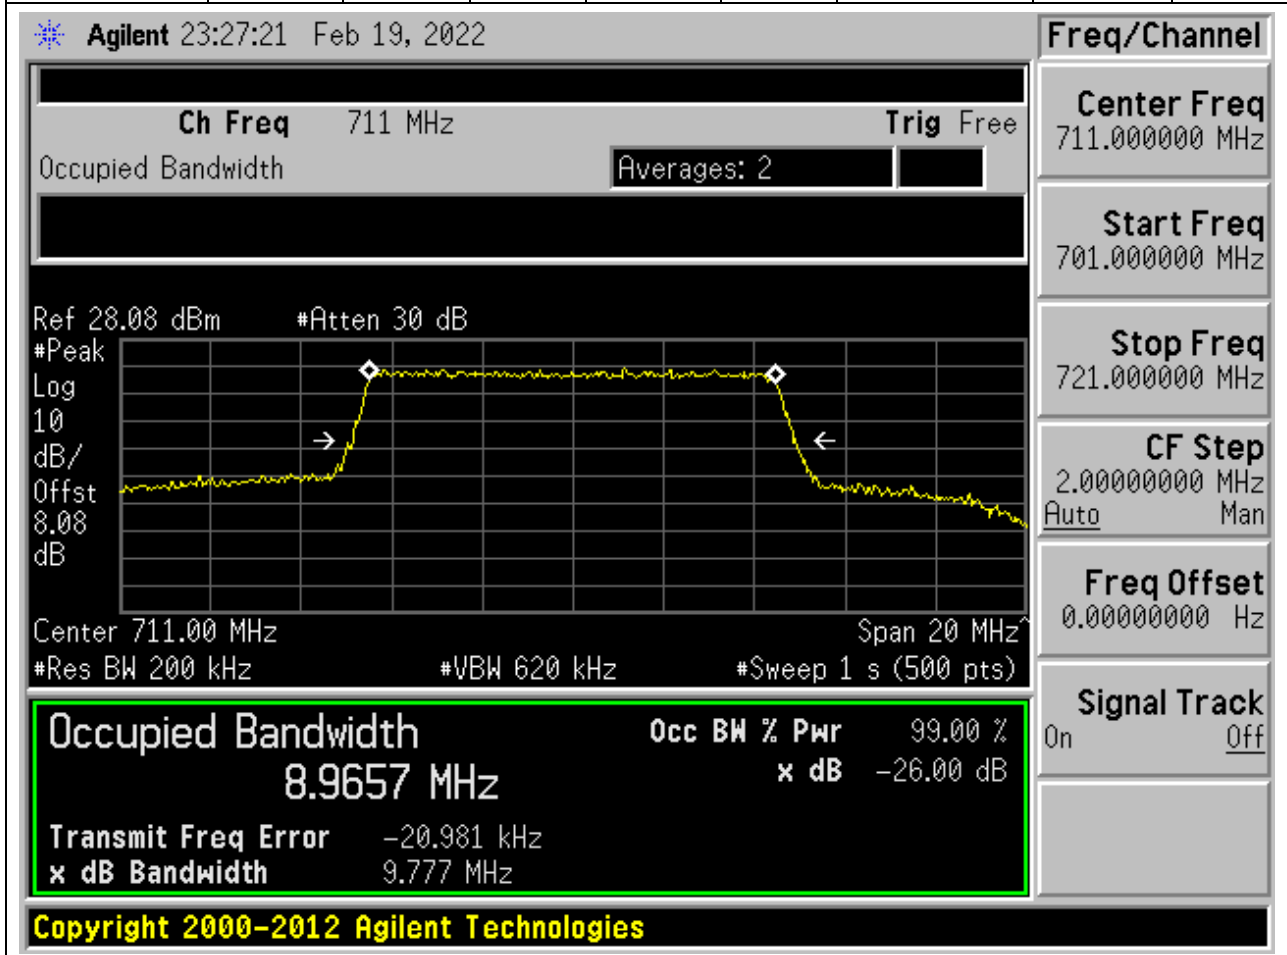 Agilent 23:27:21 Feb 19, 2022
Freq/Channel
Ch Freq 711 MHz Trig Free
Occupied Bandwidth Averages: 2
Center Freq
711.000000 MHz
Start Freq
701.000000 MHz
Stop Freq
721.000000 MHz
CF Step
2.00000000 MHz
Auto Man
Freq Offset
0.00000000 Hz
Signal Track
On Off
Ref 28.08 dBm #Atten 30 dB
#Peak
Log
10
dB/
Offst
8.08
dB
Center 711.00 MHz Span 20 MHz^
#Res BW 200 kHz #VBW 620 kHz #Sweep 1 s (500 pts)
Occupied Bandwidth Occ BW % Pwr 99.00 %
8.9657 MHz x dB -26.00 dB
Transmit Freq Error -20.981 kHz
x dB Bandwidth 9.777 MHz
Copyright 2000-2012 Agilent Technologies